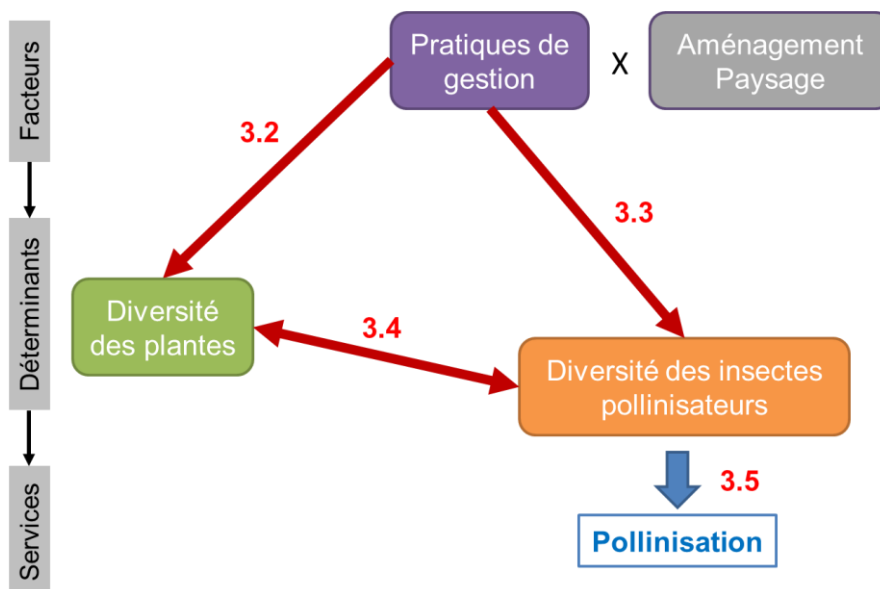 Facteurs
Déterminants
Services
Pratiques de
gestion
X
Aménagement
Paysage
3.2
3.3
Diversité
des plantes
3.4
Diversité des insectes
pollinisateurs
3.5
Pollinisation